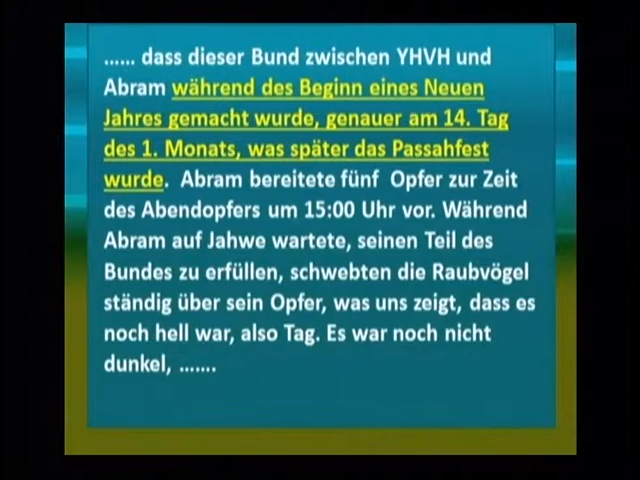 ...... dass dieser Bund zwischen YHVH und
Abram während des Beginn eines Neuen
Jahres gemacht wurde, genauer am 14. Tag
des 1. Monats, was später das Passahfest
wurde. Abram bereitete fünf Opfer zur Zeit
des Abendopfers um 15:00 Uhr vor. Während
Abram auf Jahwe wartete, seinen Teil des
Bundes zu erfüllen, schwebten die Raubvögel
ständig über sein Opfer, was uns zeigt, dass es
noch hell war, also Tag. Es war noch nicht
dunkel, .......